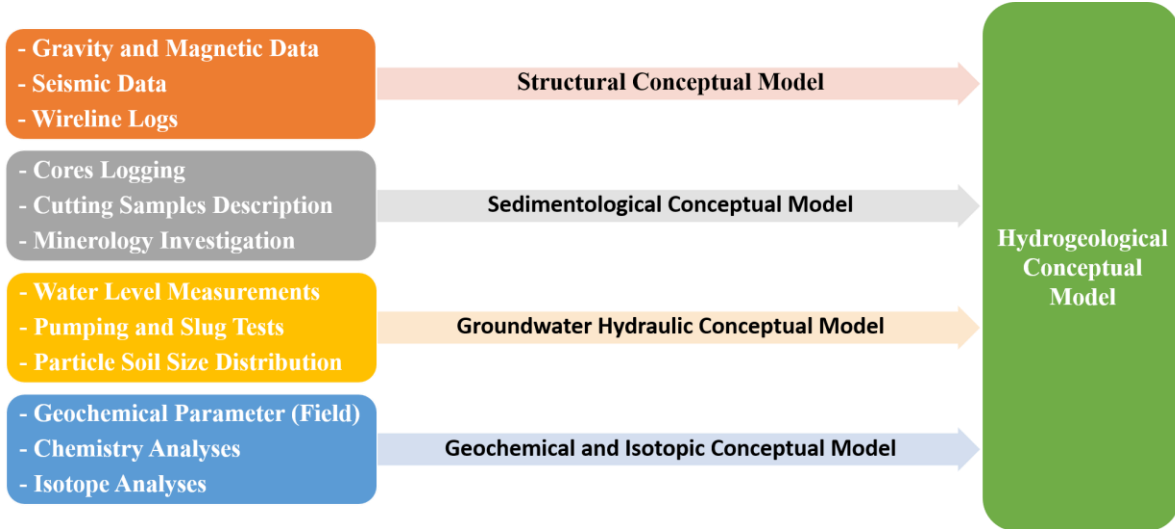 - Gravity and Magnetic Data
- Seismic Data
- Wireline Logs
Structural Conceptual Model
- Cores Logging
- Cutting Samples Description
- Minerology Investigation
Sedimentological Conceptual Model
- Water Level Measurements
- Pumping and Slug Tests
- Particle Soil Size Distribution
Groundwater Hydraulic Conceptual Model
- Geochemical Parameter (Field)
- Chemistry Analyses
- Isotope Analyses
Geochemical and Isotopic Conceptual Model
Hydrogeological
Conceptual
Model